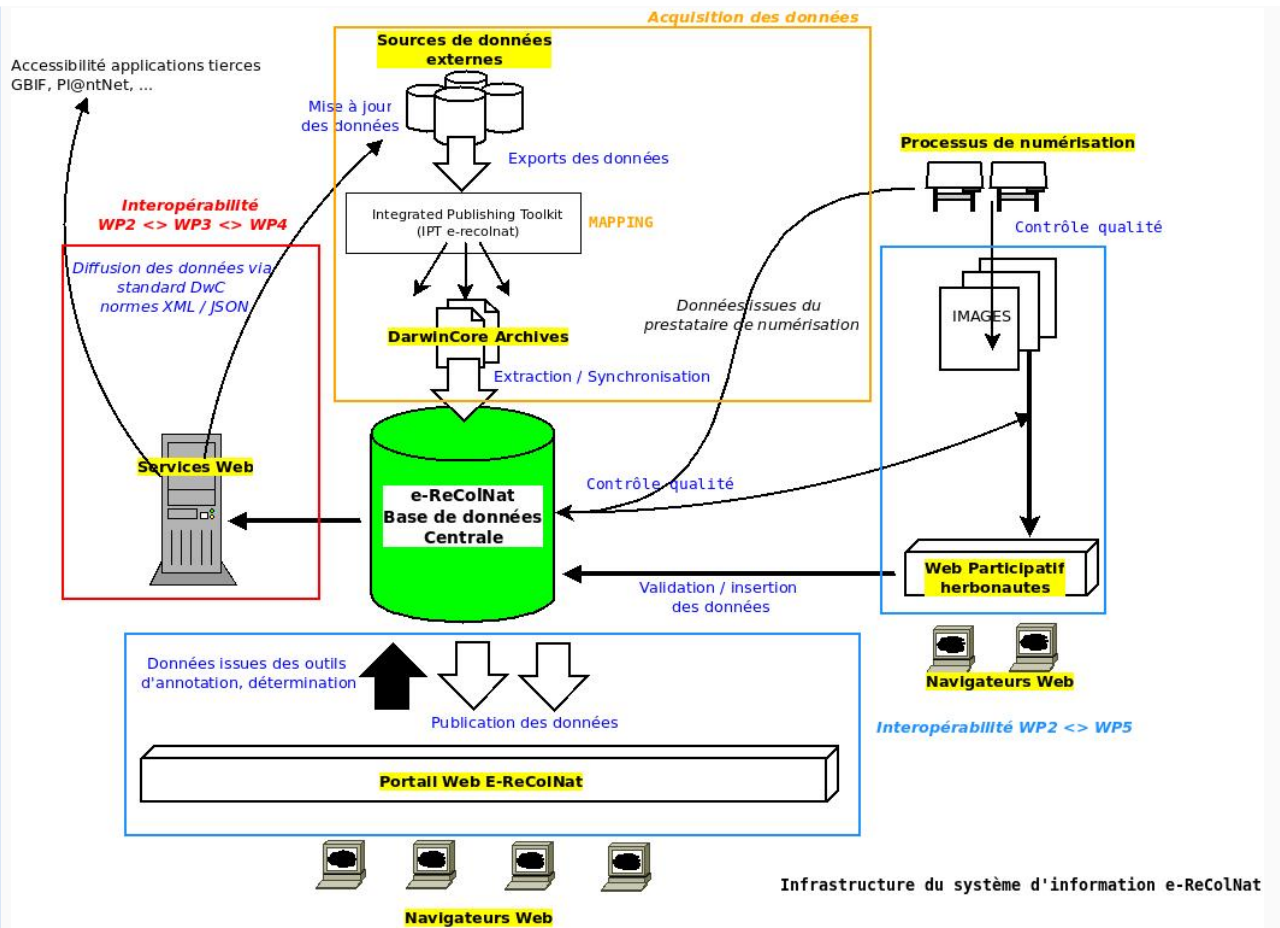 Acquisition des données
Sources de données
externes
Accessibilité applications tierces
GBIF, Pl@ntNet, ...
Mise à jour
des données
Exports des données
Processus de numérisation
Interopérabilité
WP2 <> WP3 <> WP4
Integrated Publishing Toolkit
(IPT e-recolnat)
MAPPING
Contrôle qualité
Diffusion des données via
standard DwC
normes XML / JSON
Données issues du
prestataire de numérisation
IMAGES
DarwinCore Archives
Extraction / Synchronisation
Services Web
Contrôle qualité
e-ReColNat
Base de données
Centrale
Web Participatif
herbonautes
Validation / insertion
des données
Données issues des outils
d'annotation, détermination
Navigateurs Web
Publication des données
Interopérabilité WP2 <> WP5
Portail Web E-ReColNat
Infrastructure du système d'information e-ReColNat
Navigateurs Web